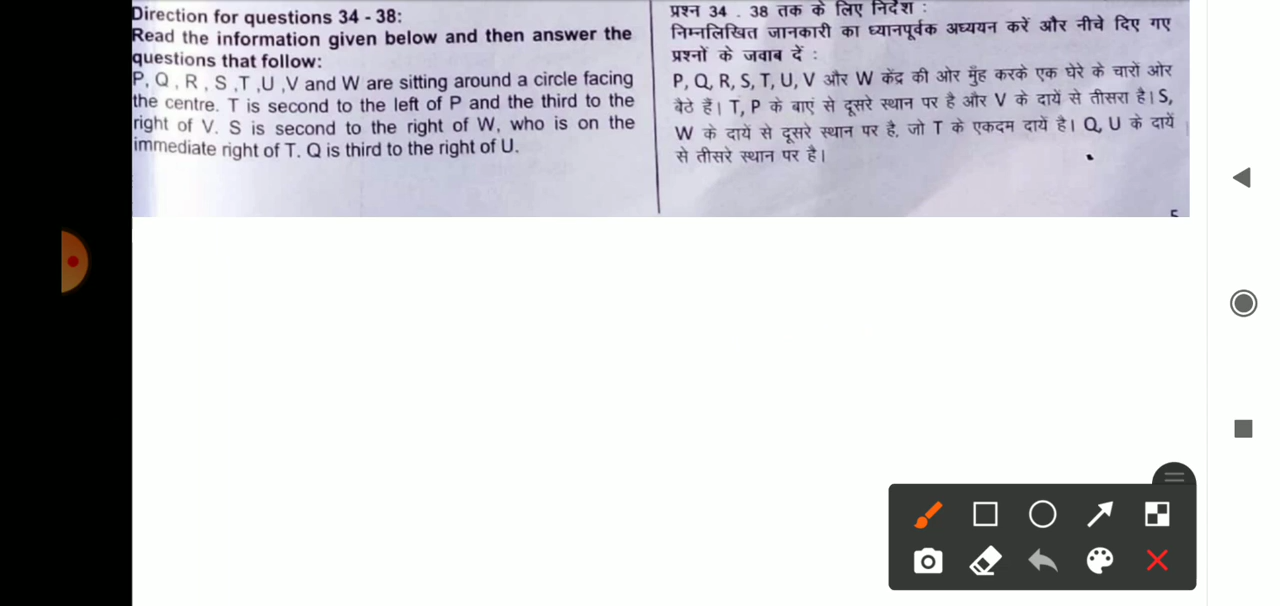 Direction for questions 34 - 38:
Read the information given below and then answer the
questions that follow:
P, Q , R , S ,T ,U ,V and W are sitting around a circle facing
the centre. T is second to the left of P and the third to the
right of V. S is second to the right of W, who is on the
immediate right of T. Q is third to the right of U.
प्रश्न 34 . 38 तक के लिए निर्देश :
निम्नलिखित जानकारी का ध्यानपूर्वक अध्ययन करें और नीचे दिए गए
प्रश्नों के जवाब दें :
P, Q, R, S, T, U, V और W केंद्र की ओर मुँह करके एक घेरे के चारों ओर
बैठे हैं। T, P के बाएं से दूसरे स्थान पर है और V के दायें से तीसरा है। S,
W के दायें से दूसरे स्थान पर है, जो T के एकदम दायें है। Q, U के दायें
से तीसरे स्थान पर है।